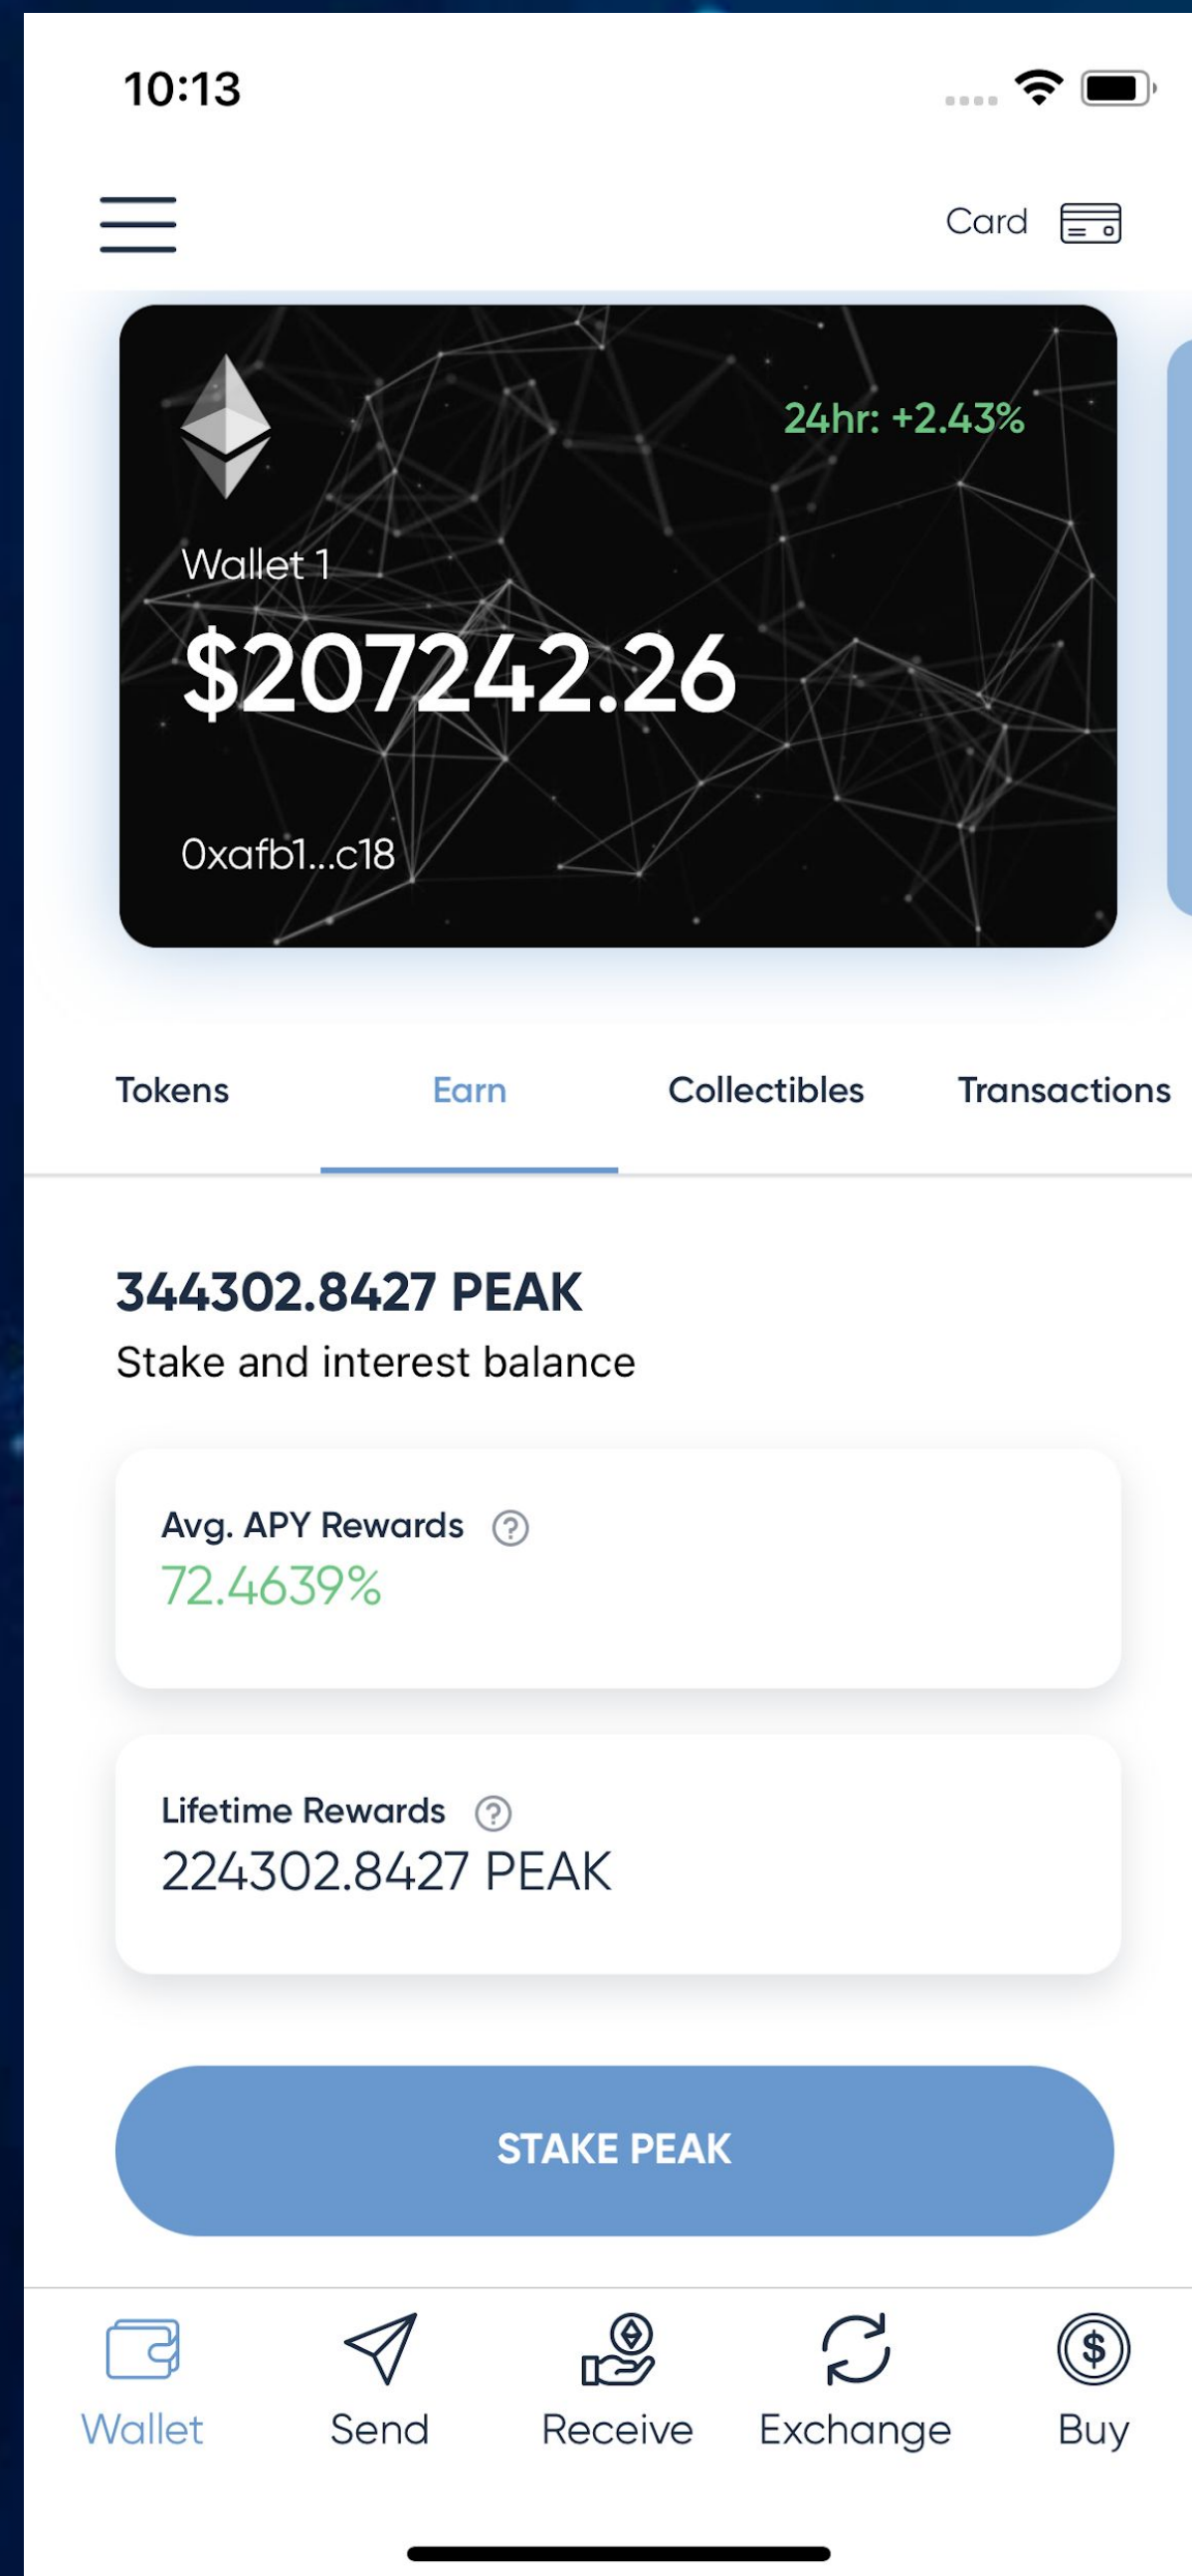 10:13
Card
24hr: +2.43%
Wallet 1
$207242.26
0xafb1...c18
Tokens Earn Collectibles Transactions
344302.8427 PEAK
Stake and interest balance
Avg. APY Rewards ?
72.4639%
Lifetime Rewards ?
224302.8427 PEAK
STAKE PEAK
Wallet Send Receive Exchange Buy